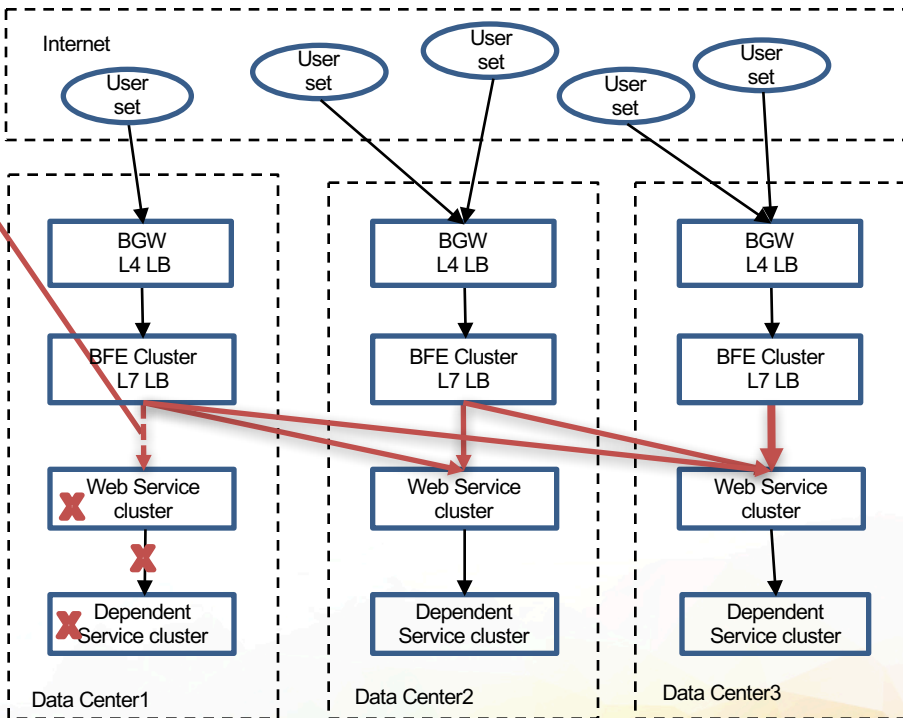 Internet
User
set
User
set
User
set
User
set
User
set
BGW
L4 LB
BGW
L4 LB
BGW
L4 LB
BFE Cluster
L7 LB
BFE Cluster
L7 LB
BFE Cluster
L7 LB
X Web Service
cluster
Web Service
cluster
Web Service
cluster
X
X Dependent
Service cluster
Dependent
Service cluster
Dependent
Service cluster
Data Center1
Data Center2
Data Center3